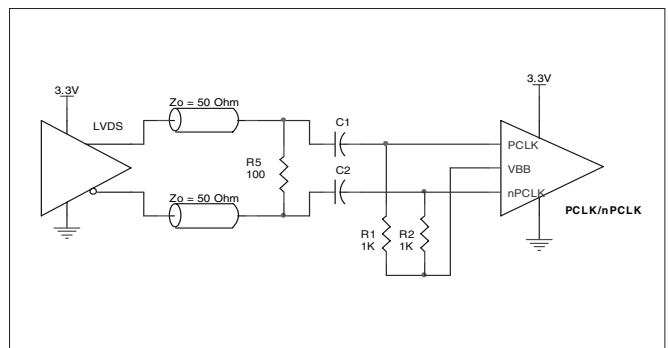 3.3V
LVDS
Zo = 50 Ohm
Zo = 50 Ohm
R5
100
C1
C2
R1
1K
R2
1K
3.3V
PCLK
VBB
nPCLK
PCLK/nPCLK